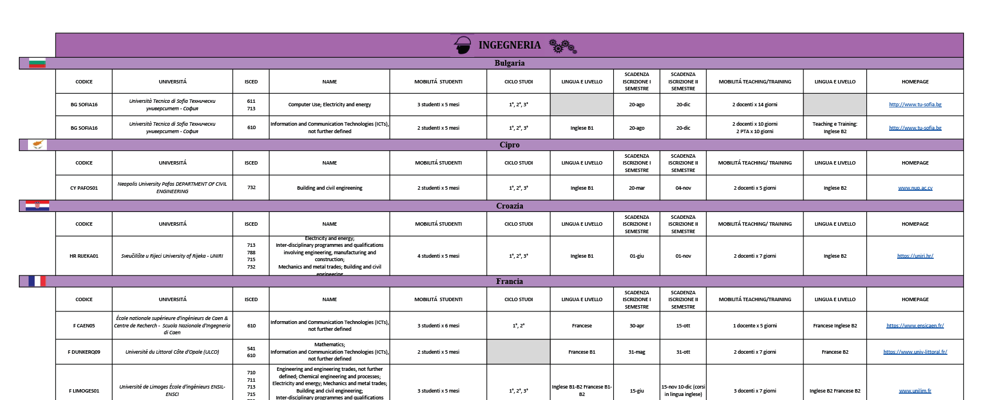 INGEGNERIA
Bulgaria
CODICE UNIVERSITÁ ISCED NAME MOBILITÁ STUDENTI CICLO STUDI LINGUA E LIVELLO SCADENZA ISCRIZIONE I SEMESTRE SCADENZA ISCRIZIONE II SEMESTRE MOBILITÁ TEACHING/TRAINING LINGUA E LIVELLO HOMEPAGE
BG SOFIA16 Università Tecnica di Sofia Технически университет - София 611 713 Computer Use; Electricity and energy 3 studenti x 5 mesi 1°, 2°, 3° 20-ago 20-dic 2 docenti x 14 giorni http://www.tu-sofia.bg
BG SOFIA16 Università Tecnica di Sofia Технически университет - София 610 Information and Communication Technologies (ICTs), not further defined 2 studenti x 5 mesi 1°, 2°, 3° Inglese B1 20-ago 20-dic 2 docenti x 10 giorni 2 PTA x 10 giorni Teaching e Training: Inglese B2 http://www.tu-sofia.bg
Cipro
CODICE UNIVERSITÁ ISCED NAME MOBILITÁ STUDENTI CICLO STUDI LINGUA E LIVELLO SCADENZA ISCRIZIONE I SEMESTRE SCADENZA ISCRIZIONE II SEMESTRE MOBILITÁ TEACHING/ TRAINING LINGUA E LIVELLO HOMEPAGE
CY PAFOS01 Neapolis University Pafos DEPARTMENT OF CIVIL ENGINEERING 732 Building and civil engireening 2 studenti x 5 mesi 1°, 2°, 3° Inglese B1 20-mar 04-nov 2 docenti x 5 giorni Inglese B2 www.nup.ac.cy
Croazia
CODICE UNIVERSITÁ ISCED NAME MOBILITÁ STUDENTI CICLO STUDI LINGUA E LIVELLO SCADENZA ISCRIZIONE I SEMESTRE SCADENZA ISCRIZIONE II SEMESTRE MOBILITÁ TEACHING/ TRAINING LINGUA E LIVELLO HOMEPAGE
HR RIJEKA01 Sveučilište u Rijeci University of Rijeka - UNIRI 713 788 715 732 Electricity and energy; Inter-disciplinary programmes and qualifications involving engineering, manufacturing and construction; Mechanics and metal trades; Building and civil engineering 4 studenti x 5 mesi 1°, 2°, 3° Inglese B1 01-giu 01-nov 2 docenti x 7 giorni Inglese B2 https://uniri.hr/
Francia
CODICE UNIVERSITÁ ISCED NAME MOBILITÁ STUDENTI CICLO STUDI LINGUA E LIVELLO SCADENZA ISCRIZIONE I SEMESTRE SCADENZA ISCRIZIONE II SEMESTRE MOBILITÁ TEACHING/TRAINING LINGUA E LIVELLO HOMEPAGE
F CAEN05 École nationale supérieure d'ingénieurs de Caen & Centre de Recherch - Scuola Nazionale d'Ingegneria di Caen 610 Information and Communication Technologies (ICTs), not further defined 3 studenti x 6 mesi 1°, 2° Francese 30-apr 15-ott 1 docente x 5 giorni Francese Inglese B2 https://www.ensicaen.fr/
F DUNKERQ09 Université du Littoral Côte d'Opale (ULCO) 541 610 Mathematics; Information and Communication Technologies (ICTs), not further defined 2 studenti x 5 mesi Francese B1 31-mag 31-ott 2 docenti x 7 giorni Francese B2 https://www.univ-littoral.fr/
F LIMOGES01 Université de Limoges École d'ingénieurs ENSIL-ENSCI 710 711 713 715 Engineering and engineering trades, not further defined; Chemical engineering and processes; Electricity and energy; Mechanics and metal trades; Building and civil engineering; Inter-disciplinary programmes and qualifications 3 studenti x 5 mesi 1°, 2°, 3° Inglese B1-B2 Francese B1-B2 15-giu 15-nov 10-dic (corsi in lingua inglese) 3 docenti x 7 giorni Inglese B2 Francese B2 www.unilim.fr